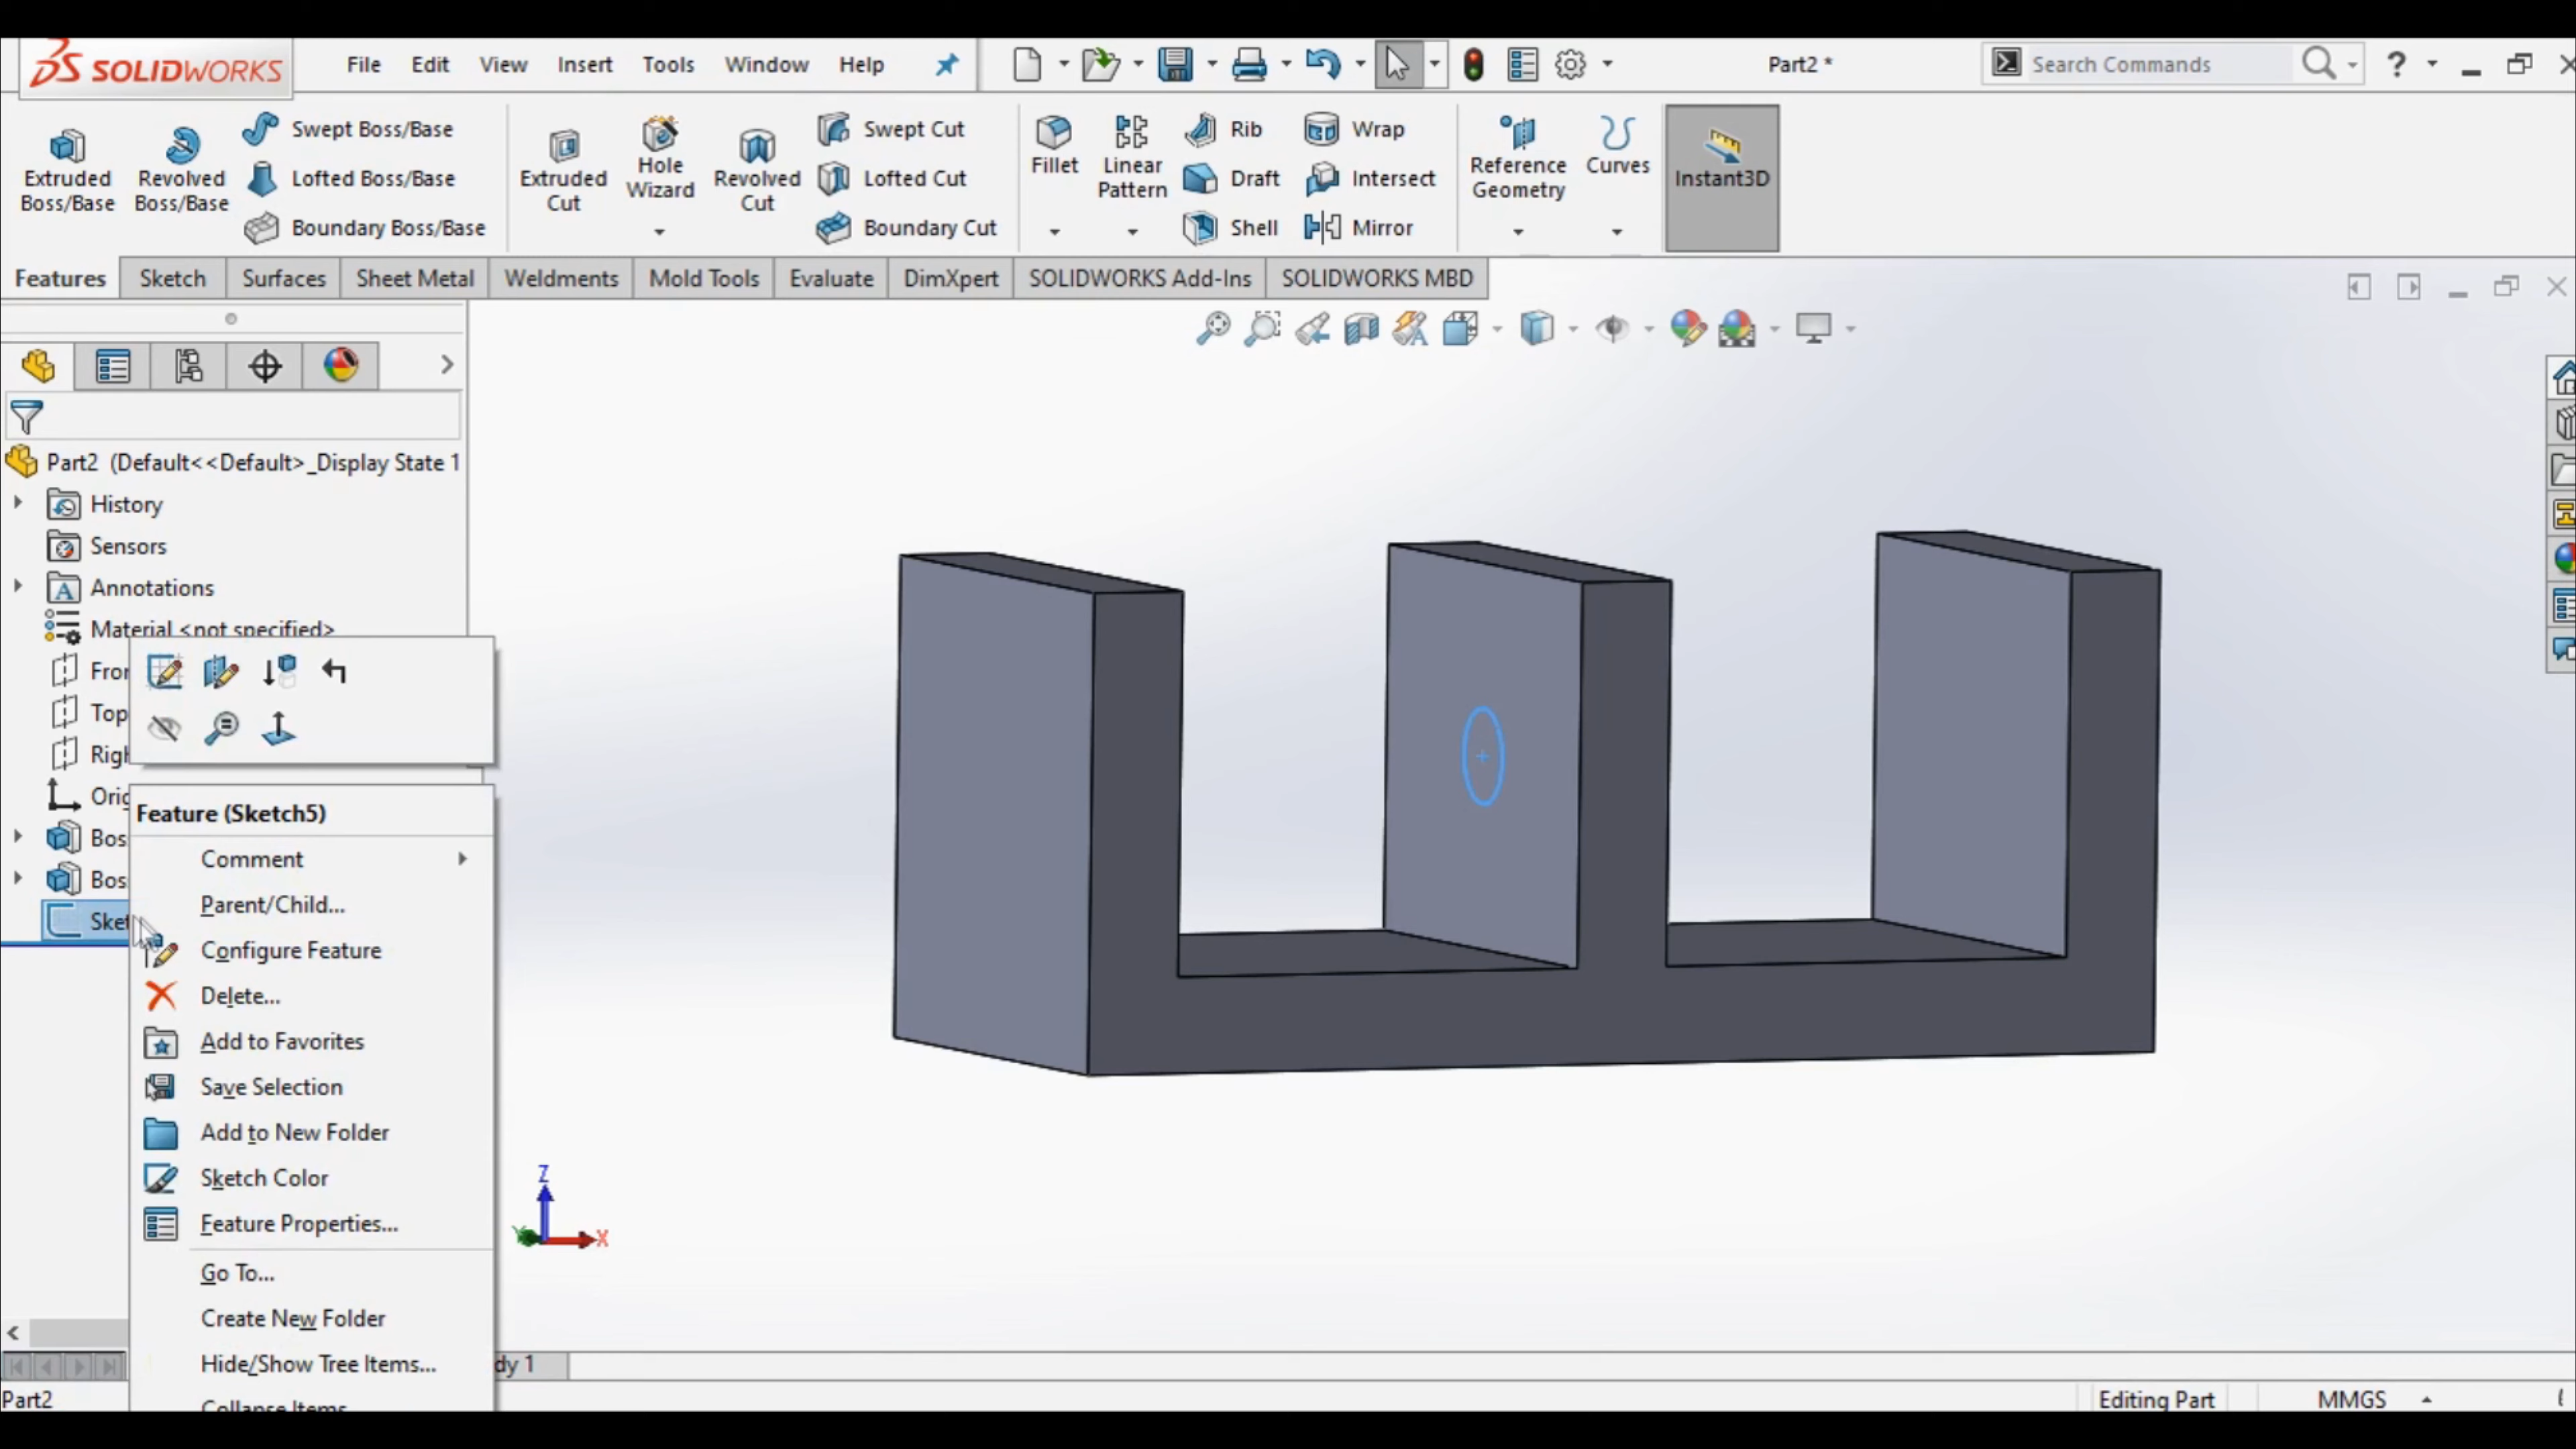 SOLIDWORKS File Edit View Insert Tools Window Help Part2 * Search Commands ?
Extruded Boss/Base
Revolved Boss/Base
Swept Boss/Base
Lofted Boss/Base
Boundary Boss/Base
Extruded Cut
Hole Wizard
Revolved Cut
Swept Cut
Lofted Cut
Boundary Cut
Fillet
Linear Pattern
Rib
Draft
Shell
Wrap
Intersect
Mirror
Reference Geometry
Curves
Instant3D
Features Sketch Surfaces Sheet Metal Weldments Mold Tools Evaluate DimXpert SOLIDWORKS Add-Ins SOLIDWORKS MBD
Part2 (Default<<Default>_Display State 1
History
Sensors
Annotations
Material <not specified>
Fron
Top
Righ
Orig
Bos
Bos
Sket
Feature (Sketch5)
Comment
Parent/Child...
Configure Feature
Delete...
Add to Favorites
Save Selection
Add to New Folder
Sketch Color
Feature Properties...
Go To...
Create New Folder
Hide/Show Tree Items...
Collapse Items
Z
X
dy 1
Part2 Editing Part MMGS